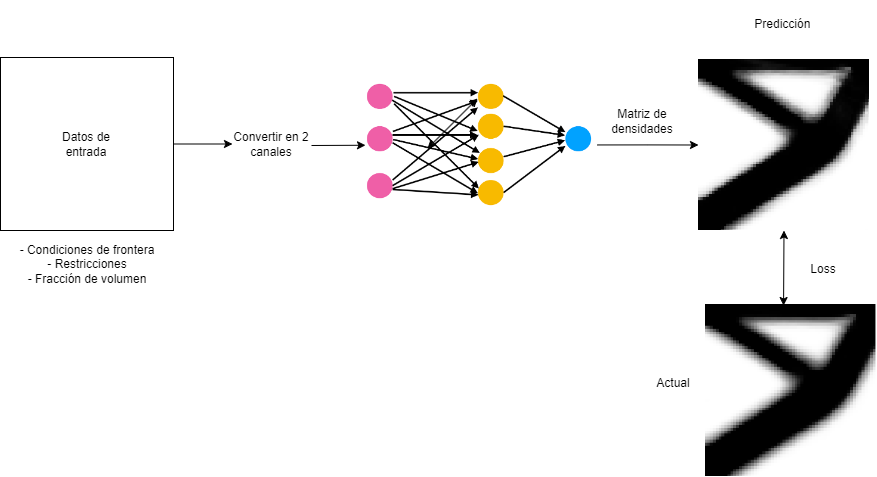 Predicción
Datos de
entrada
Convertir en 2
canales
Matriz de
densidades
- Condiciones de frontera
- Restricciones
- Fracción de volumen
Loss
Actual